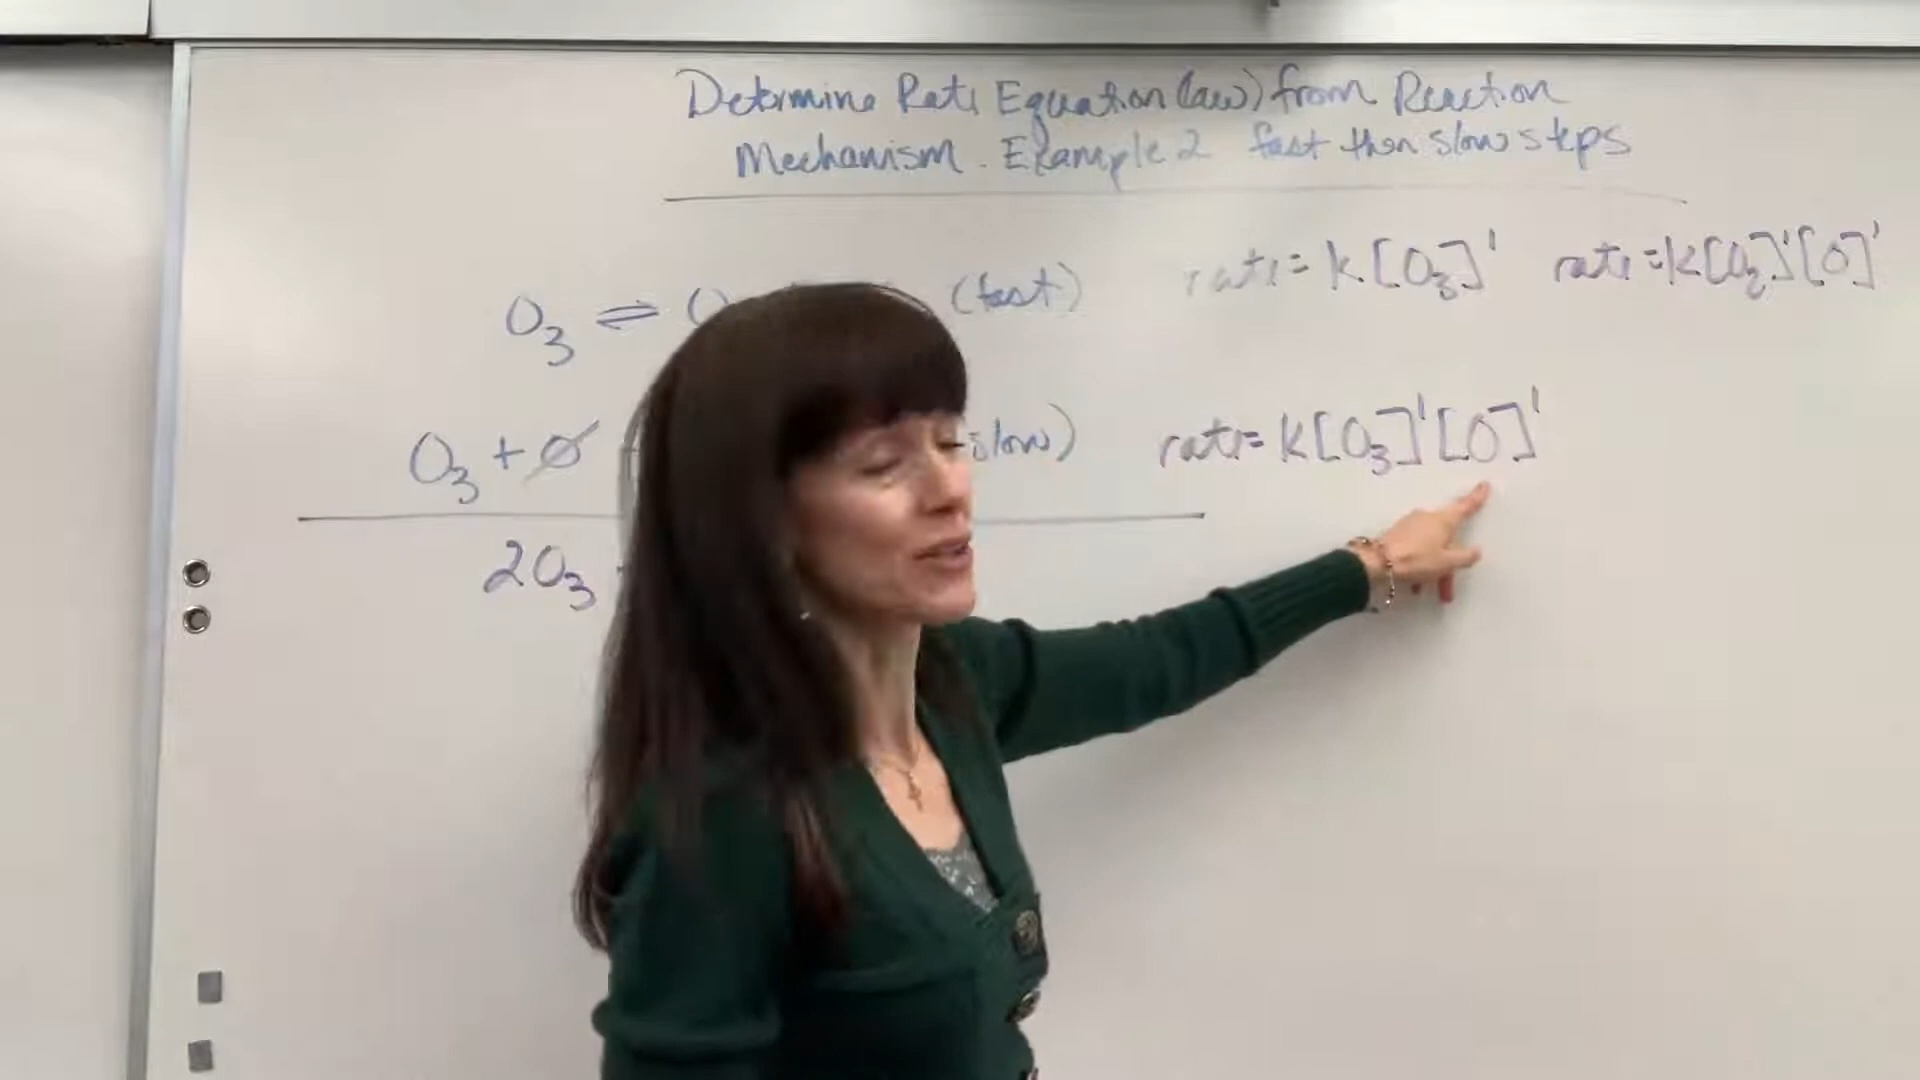 Determine Rate Equation (law) from Reaction
Mechanism. Example 2 fast then slow steps
O₃ ⇌ (fast) rate = k[O₃]¹ rate = k[O₂]¹[O]¹
O₃ + O slow) rate = k[O₃]¹[O]¹
2O₃